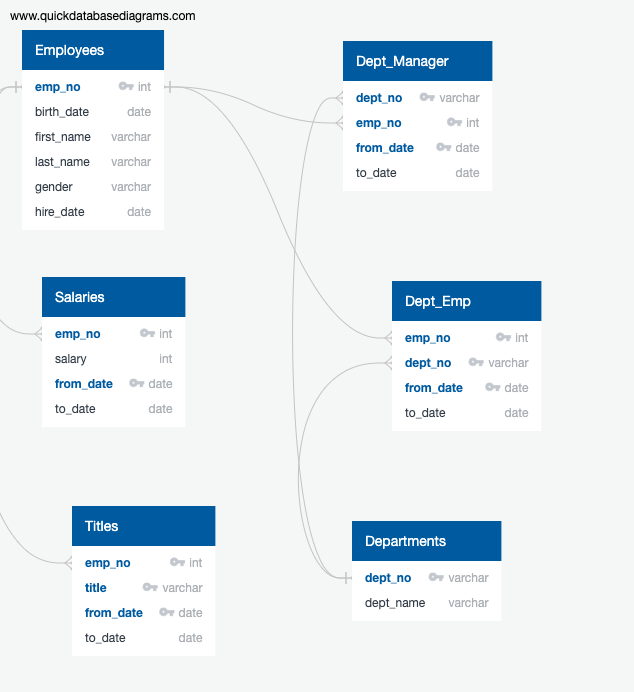 www.quickdatabasediagrams.com
Employees
emp_no int
birth_date date
first_name varchar
last_name varchar
gender varchar
hire_date date
Dept_Manager
dept_no varchar
emp_no int
from_date date
to_date date
Salaries
emp_no int
salary int
from_date date
to_date date
Dept_Emp
emp_no int
dept_no varchar
from_date date
to_date date
Titles
emp_no int
title varchar
from_date date
to_date date
Departments
dept_no varchar
dept_name varchar